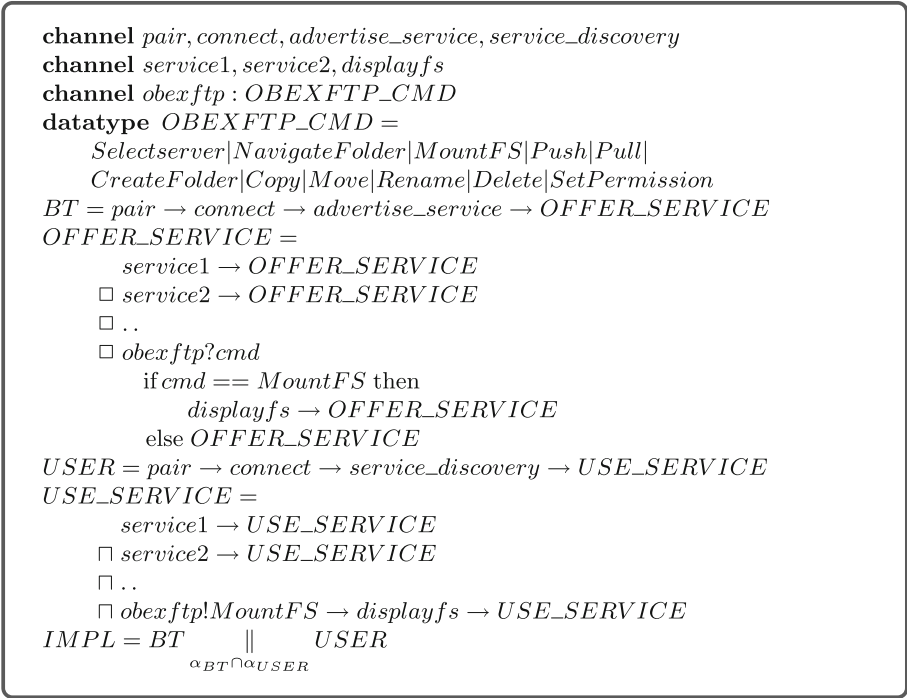 channel pair, connect, advertise_service, service_discovery
channel service1, service2, displayfs
channel obexftp : OBEXFTP_CMD
datatype OBEXFTP_CMD =
Selectserver|NavigateFolder|MountFS|Push|Pull|
CreateFolder|Copy|Move|Rename|Delete|SetPermission
BT = pair → connect → advertise_service → OFFER_SERVICE
OFFER_SERVICE =
service1 → OFFER_SERVICE
□ service2 → OFFER_SERVICE
□ ..
□ obexftp?cmd
if cmd == MountFS then
displayfs → OFFER_SERVICE
else OFFER_SERVICE
USER = pair → connect → service_discovery → USE_SERVICE
USE_SERVICE =
service1 → USE_SERVICE
⊓ service2 → USE_SERVICE
⊓ ..
⊓ obexftp!MountFS → displayfs → USE_SERVICE
IMPL = BT ∥ USER
α_BT ∩ α_USER